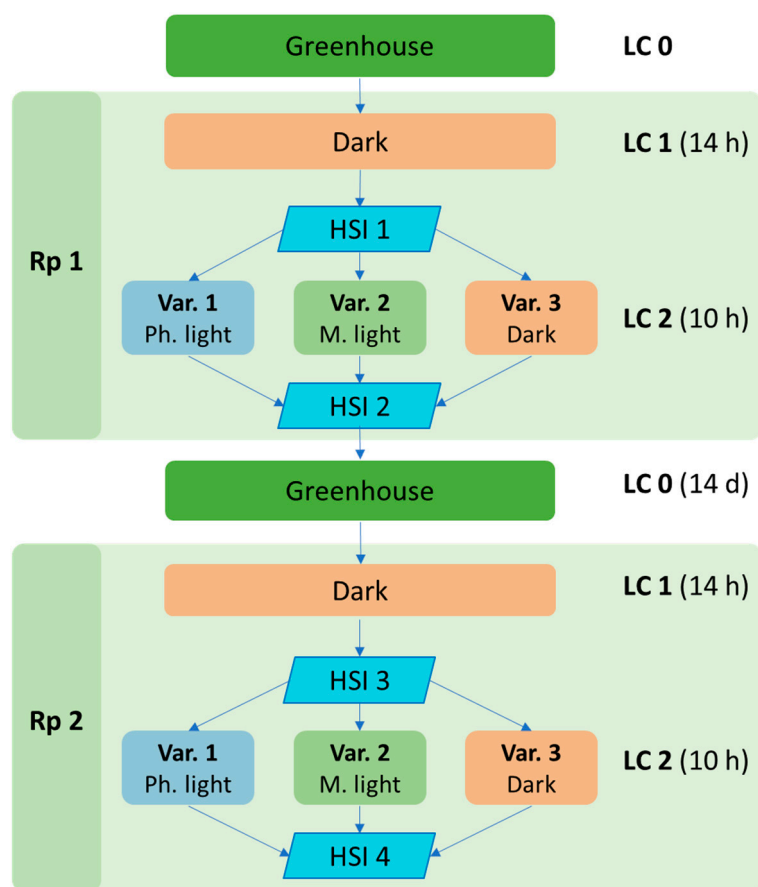 Greenhouse
LC 0
Rp 1
Dark
LC 1 (14 h)
HSI 1
Var. 1
Ph. light
Var. 2
M. light
Var. 3
Dark
LC 2 (10 h)
HSI 2
Greenhouse
LC 0 (14 d)
Rp 2
Dark
LC 1 (14 h)
HSI 3
Var. 1
Ph. light
Var. 2
M. light
Var. 3
Dark
LC 2 (10 h)
HSI 4